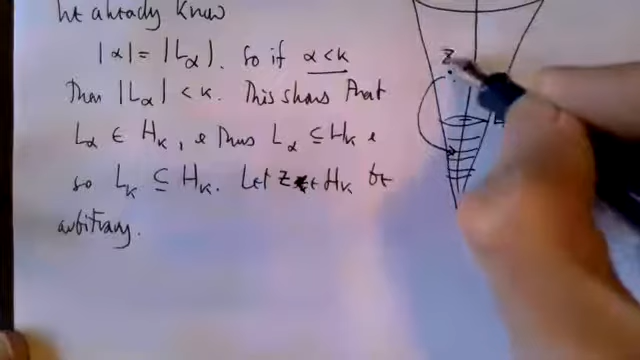 We already know
|α| = |L_α|. So if α < κ
Then |L_α| < κ. This shows that
L_α ∈ H_κ, & thus L_α ⊆ H_κ &
so L_κ ⊆ H_κ. Let z ∈ H_κ be
arbitrary.
z